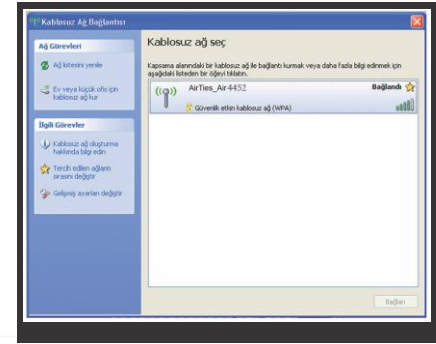 Kablosuz Ağ Bağlantısı
Ağ Görevleri
Ağ listesini yenile
Ev veya küçük ofis için
kablosuz ağ kur
İlgili Görevler
Kablosuz ağ oluşturma
hakkında bilgi edin
Tercih edilen ağların
sırasını değiştir
Gelişmiş ayarları değiştir
Kablosuz ağ seç
Kapsama alanındaki bir kablosuz ağ ile bağlantı kurmak veya daha fazla bilgi edinmek için
aşağıdaki listeden bir öğeyi tıklatın.
AirTies_Air4452
Bağlandı
Güvenlik etkin kablosuz ağ (WPA)
Bağlan